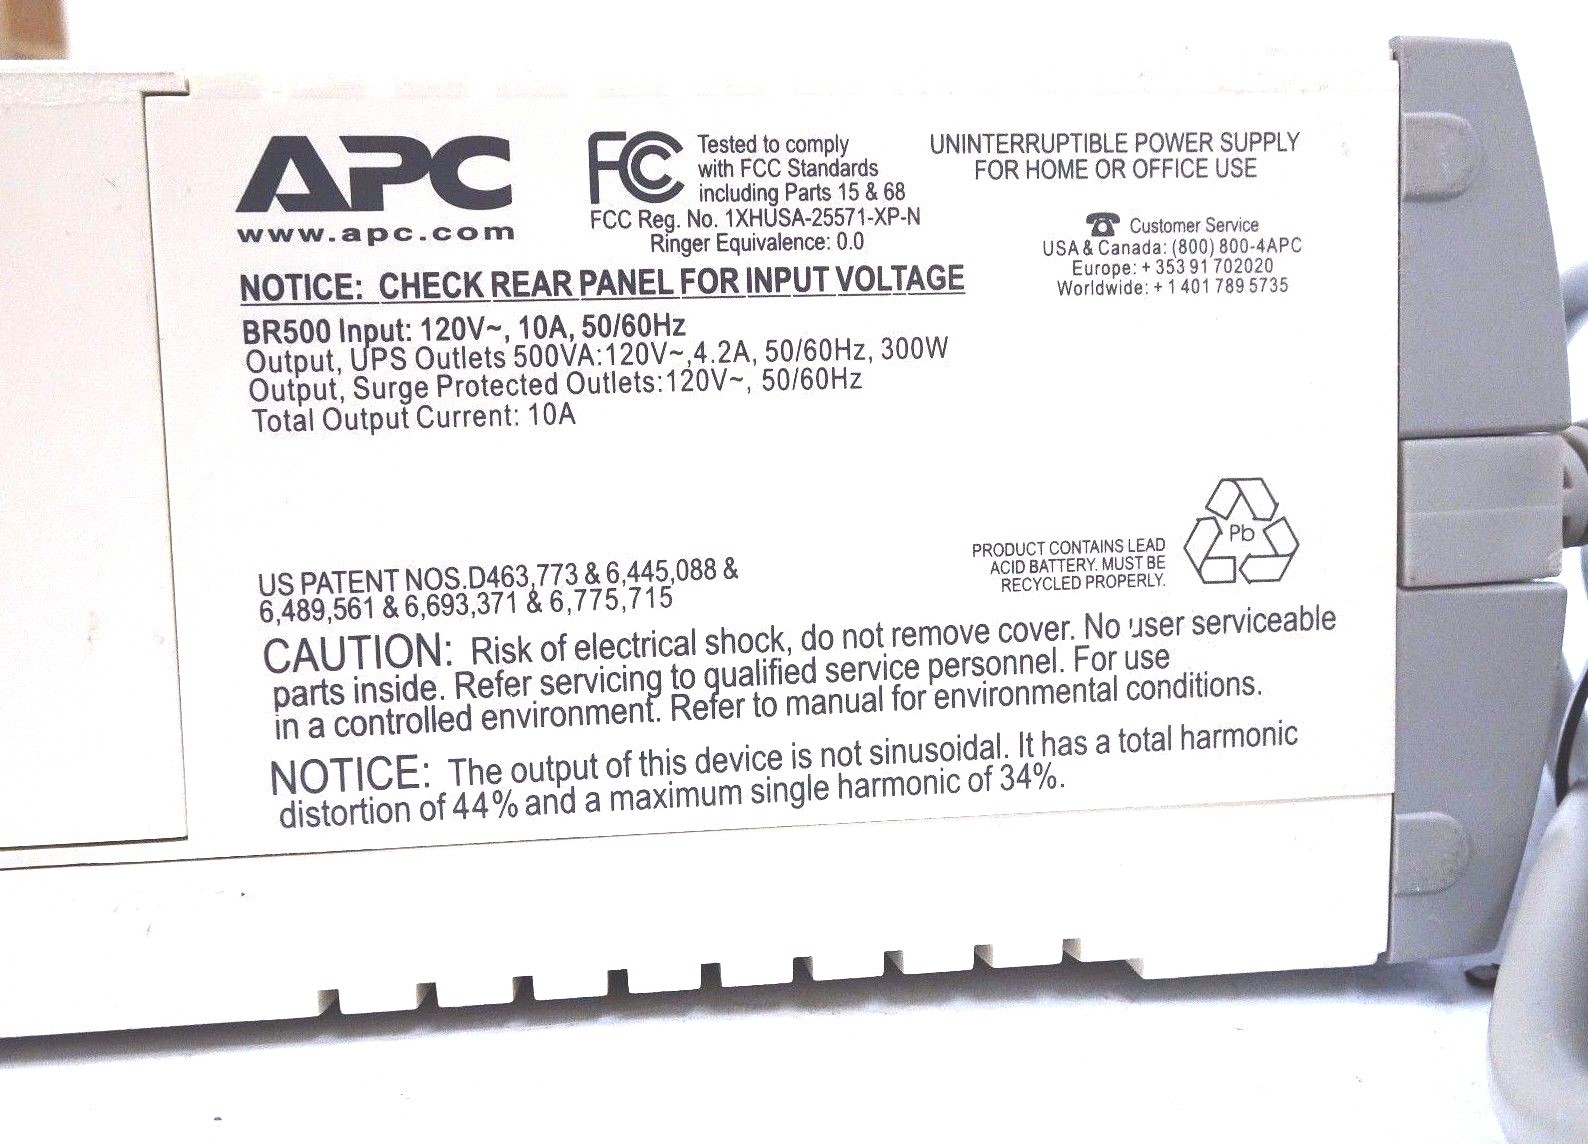 APC
www.apc.com
FC Tested to comply
with FCC Standards
including Parts 15 & 68
FCC Reg. No. 1XHUSA-25571-XP-N
Ringer Equivalence: 0.0
UNINTERRUPTIBLE POWER SUPPLY
FOR HOME OR OFFICE USE
Customer Service
USA & Canada: (800) 800-4APC
Europe: + 353 91 702020
Worldwide: + 1 401 789 5735
NOTICE: CHECK REAR PANEL FOR INPUT VOLTAGE
BR500 Input: 120V~, 10A, 50/60Hz
Output, UPS Outlets 500VA:120V~,4.2A, 50/60Hz, 300W
Output, Surge Protected Outlets:120V~, 50/60Hz
Total Output Current: 10A
PRODUCT CONTAINS LEAD
ACID BATTERY. MUST BE
RECYCLED PROPERLY.
Pb
US PATENT NOS.D463,773 & 6,445,088 &
6,489,561 & 6,693,371 & 6,775,715
CAUTION: Risk of electrical shock, do not remove cover. No user serviceable
parts inside. Refer servicing to qualified service personnel. For use
in a controlled environment. Refer to manual for environmental conditions.
NOTICE: The output of this device is not sinusoidal. It has a total harmonic
distortion of 44% and a maximum single harmonic of 34%.